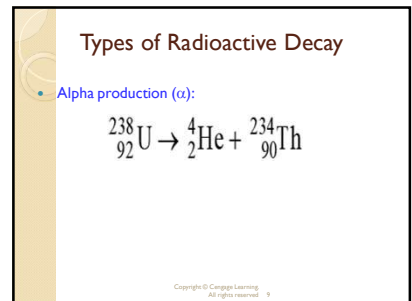 Types of Radioactive Decay
• Alpha production (α):
²³⁸₉₂U → ⁴₂He + ²³⁴₉₀Th
Copyright © Cengage Learning.
All rights reserved 9